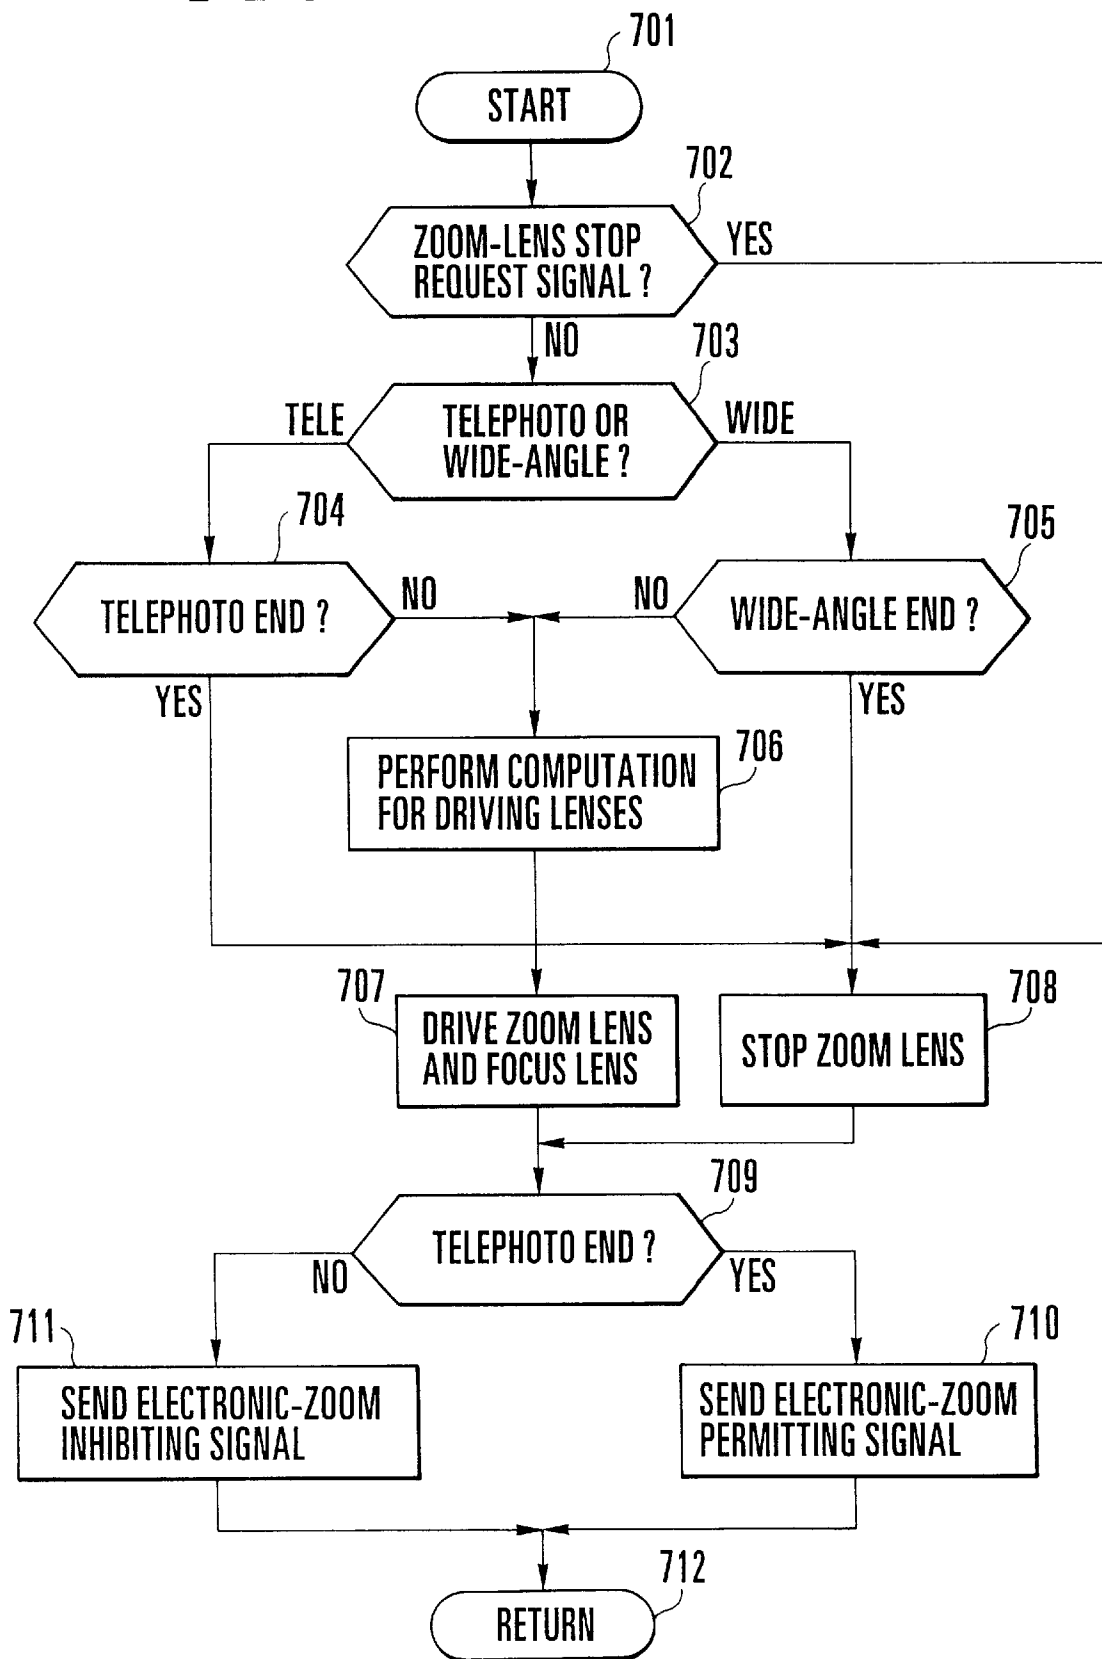 701
START
702
ZOOM-LENS STOP
REQUEST SIGNAL ?
YES
NO
703
TELE
TELEPHOTO OR
WIDE-ANGLE ?
WIDE
704
705
TELEPHOTO END ?
NO
NO
WIDE-ANGLE END ?
YES
YES
706
PERFORM COMPUTATION
FOR DRIVING LENSES
707
DRIVE ZOOM LENS
AND FOCUS LENS
708
STOP ZOOM LENS
709
TELEPHOTO END ?
NO
YES
711
SEND ELECTRONIC-ZOOM
INHIBITING SIGNAL
710
SEND ELECTRONIC-ZOOM
PERMITTING SIGNAL
712
RETURN